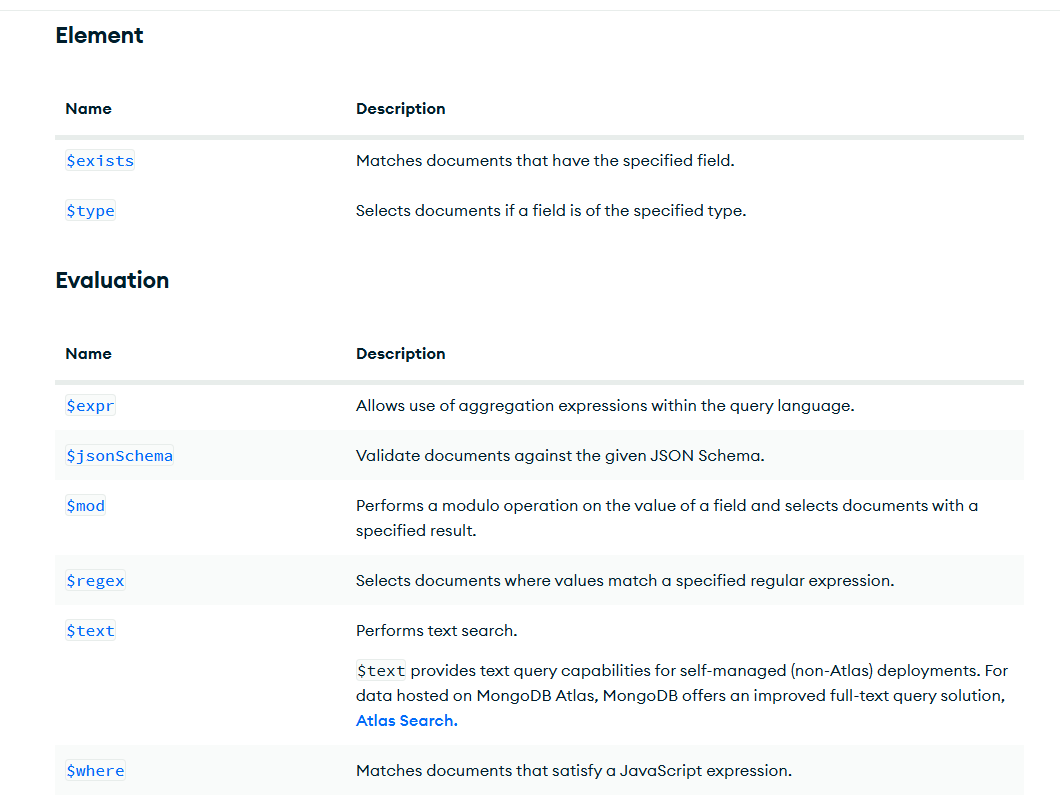 Element
Name Description
$exists Matches documents that have the specified field.
$type Selects documents if a field is of the specified type.
Evaluation
Name Description
$expr Allows use of aggregation expressions within the query language.
$jsonSchema Validate documents against the given JSON Schema.
$mod Performs a modulo operation on the value of a field and selects documents with a
specified result.
$regex Selects documents where values match a specified regular expression.
$text Performs text search.
$text provides text query capabilities for self-managed (non-Atlas) deployments. For
data hosted on MongoDB Atlas, MongoDB offers an improved full-text query solution,
Atlas Search.
$where Matches documents that satisfy a JavaScript expression.